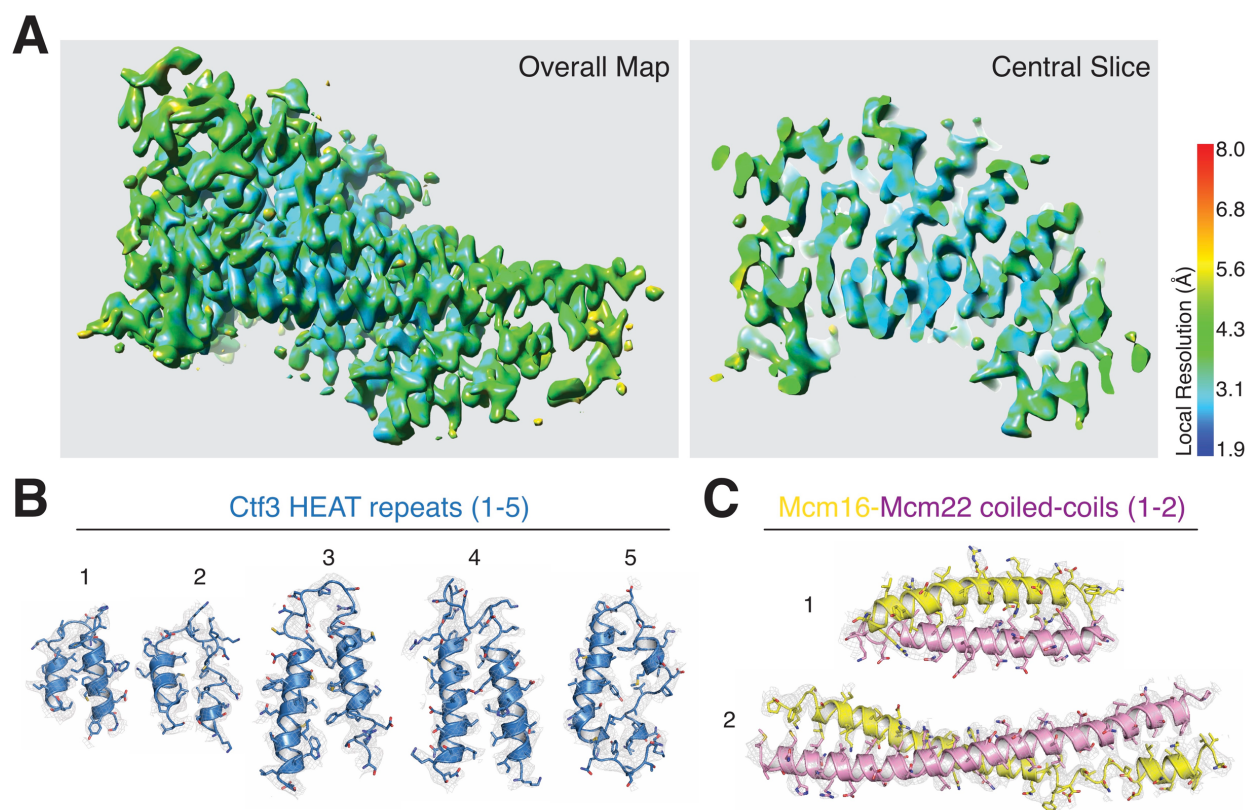 A
Overall Map
Central Slice
Local Resolution (Å)
8.0
6.8
5.6
4.3
3.1
1.9
B
Ctf3 HEAT repeats (1-5)
1
2
3
4
5
C
Mcm16-Mcm22 coiled-coils (1-2)
1
2